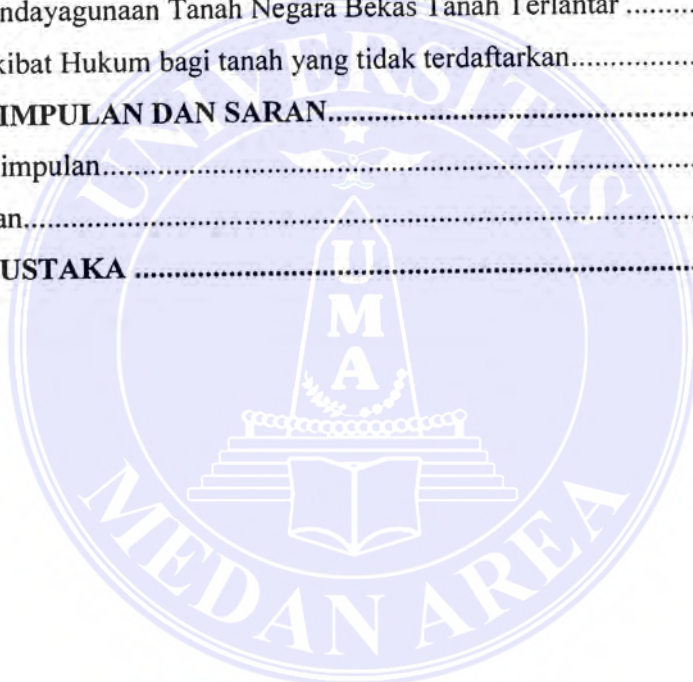 ndayagunaan Tanah Negara Bekas Tanah Terlantar ..........
kibat Hukum bagi tanah yang tidak terdaftarkan..................
IMPULAN DAN SARAN..................................................
impulan..............................................................................
an........................................................................................
USTAKA ..........................................................................
UNIVERSITAS
UMA
MEDAN AREA